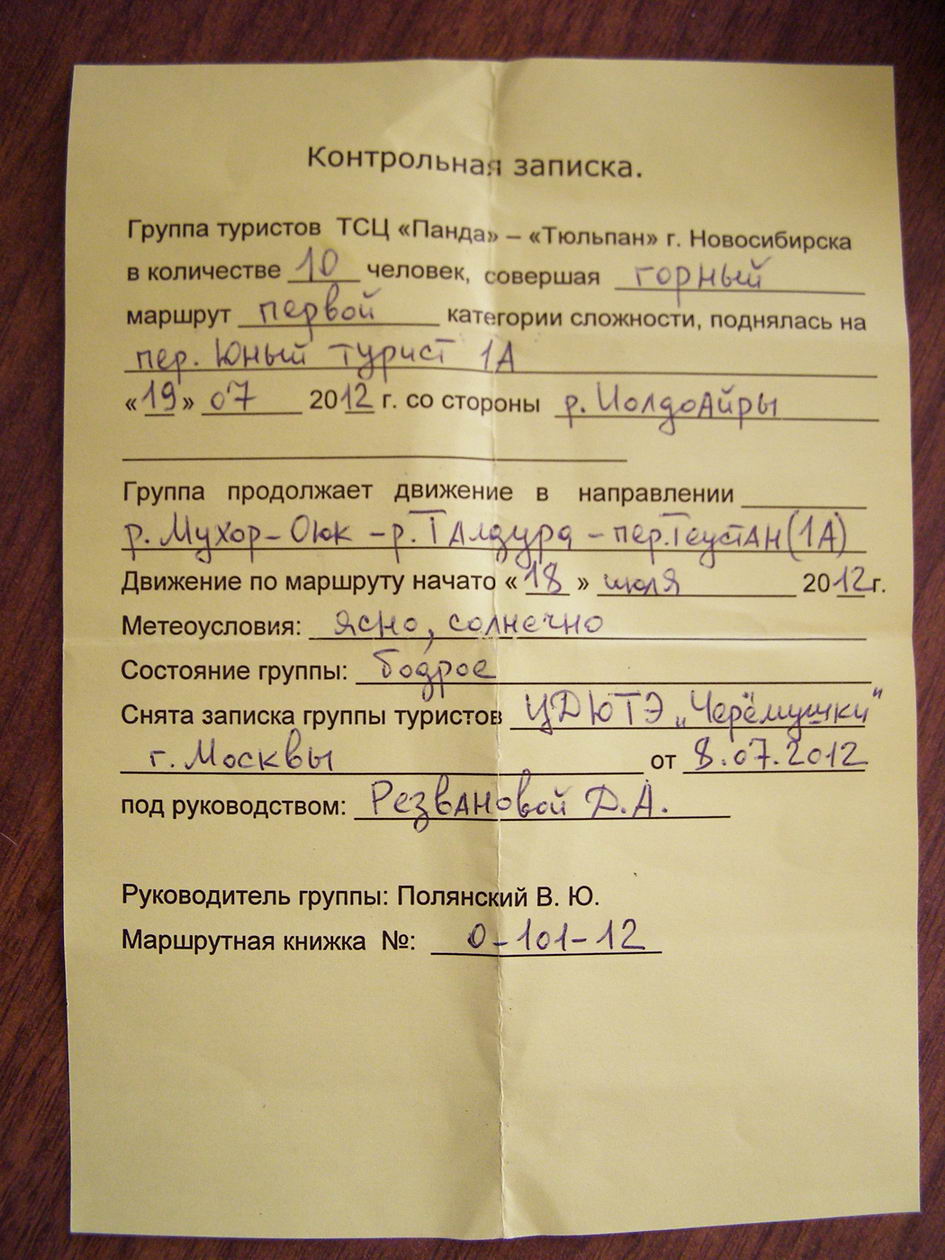 Контрольная записка.
Группа туристов ТСЦ «Панда» – «Тюльпан» г. Новосибирска
в количестве 10 человек, совершая горный
маршрут первой категории сложности, поднялась на
пер. Юный турист 1А
«19» 07 2012 г. со стороны р. Иолдоайры
Группа продолжает движение в направлении
р. Мухор-Оюк - р. Талдура - пер. Теустан (1А)
Движение по маршруту начато «18» июля 2012г.
Метеоусловия: ясно, солнечно
Состояние группы: бодрое
Снята записка группы туристов ЦДЮТЭ „Черёмушки"
г. Москвы от 8.07.2012
под руководством: Резвановой Д.А.
Руководитель группы: Полянский В. Ю.
Маршрутная книжка №: 0-101-12